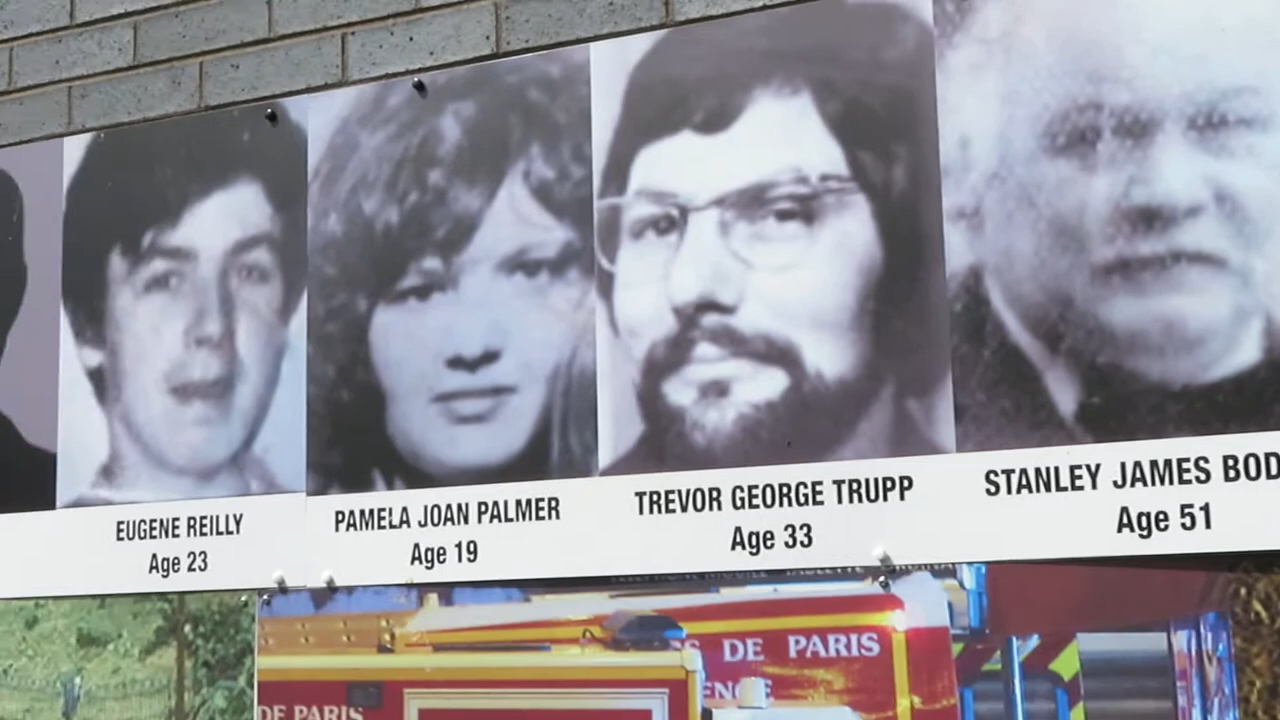 EUGENE REILLY
Age 23
PAMELA JOAN PALMER
Age 19
TREVOR GEORGE TRUPP
Age 33
STANLEY JAMES BOD
Age 51
DE PARIS
DE PARIS